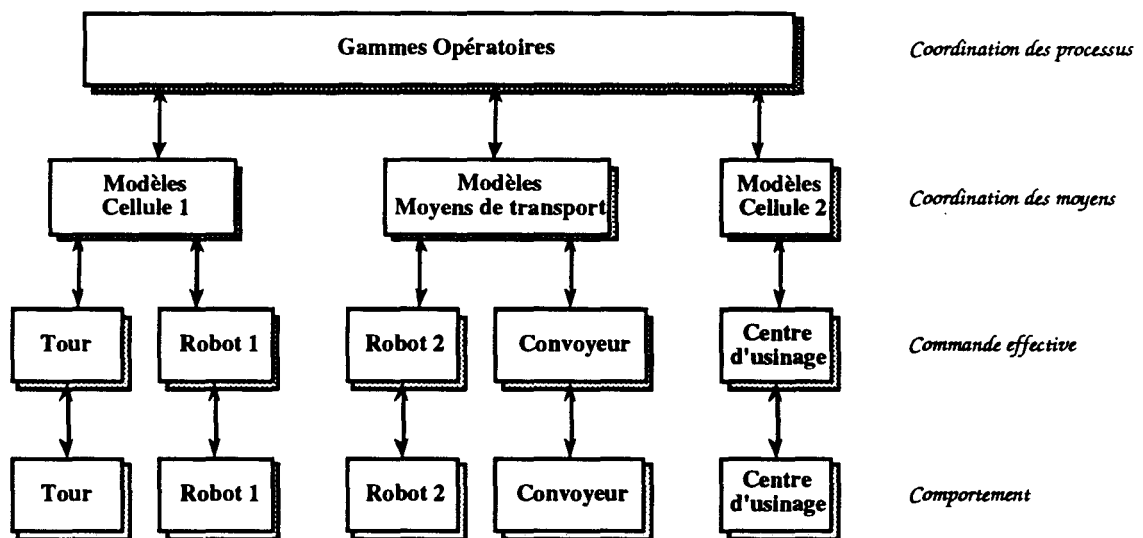 Gammes Opératoires
Coordination des processus
Modèles
Cellule 1
Modèles
Moyens de transport
Modèles
Cellule 2
Coordination des moyens
Tour
Robot 1
Robot 2
Convoyeur
Centre
d'usinage
Commande effective
Tour
Robot 1
Robot 2
Convoyeur
Centre
d'usinage
Comportement